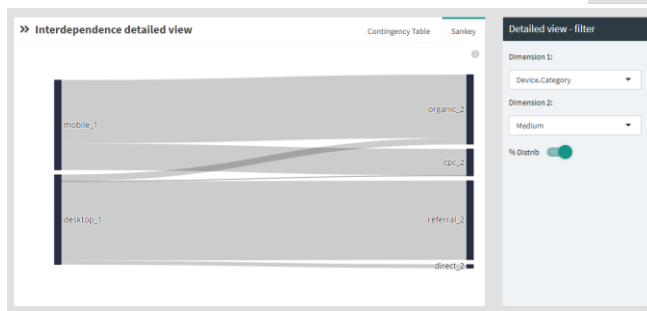 » Interdependence detailed view
Contingency Table
Sankey
mobile_1
desktop_1
organic_2
cpc_2
referral_2
direct_2
Detailed view - filter
Dimension 1:
Device.Category
Dimension 2:
Medium
% Distrib